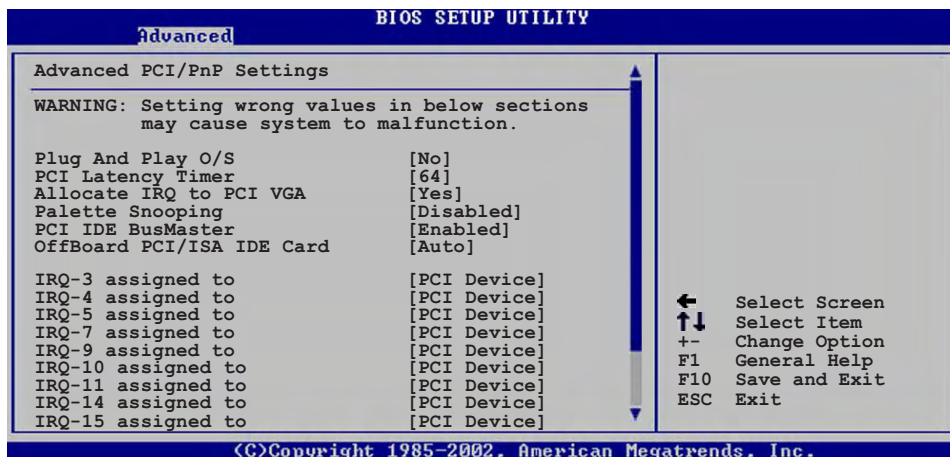 BIOS SETUP UTILITY
Advanced
Advanced PCI/PnP Settings
WARNING: Setting wrong values in below sections
may cause system to malfunction.
Plug And Play O/S [No]
PCI Latency Timer [64]
Allocate IRQ to PCI VGA [Yes]
Palette Snooping [Disabled]
PCI IDE BusMaster [Enabled]
OffBoard PCI/ISA IDE Card [Auto]
IRQ-3 assigned to [PCI Device]
IRQ-4 assigned to [PCI Device]
IRQ-5 assigned to [PCI Device]
IRQ-7 assigned to [PCI Device]
IRQ-9 assigned to [PCI Device]
IRQ-10 assigned to [PCI Device]
IRQ-11 assigned to [PCI Device]
IRQ-14 assigned to [PCI Device]
IRQ-15 assigned to [PCI Device]
← Select Screen
↑↓ Select Item
+- Change Option
F1 General Help
F10 Save and Exit
ESC Exit
(C)Copyright 1985-2002, American Megatrends, Inc.